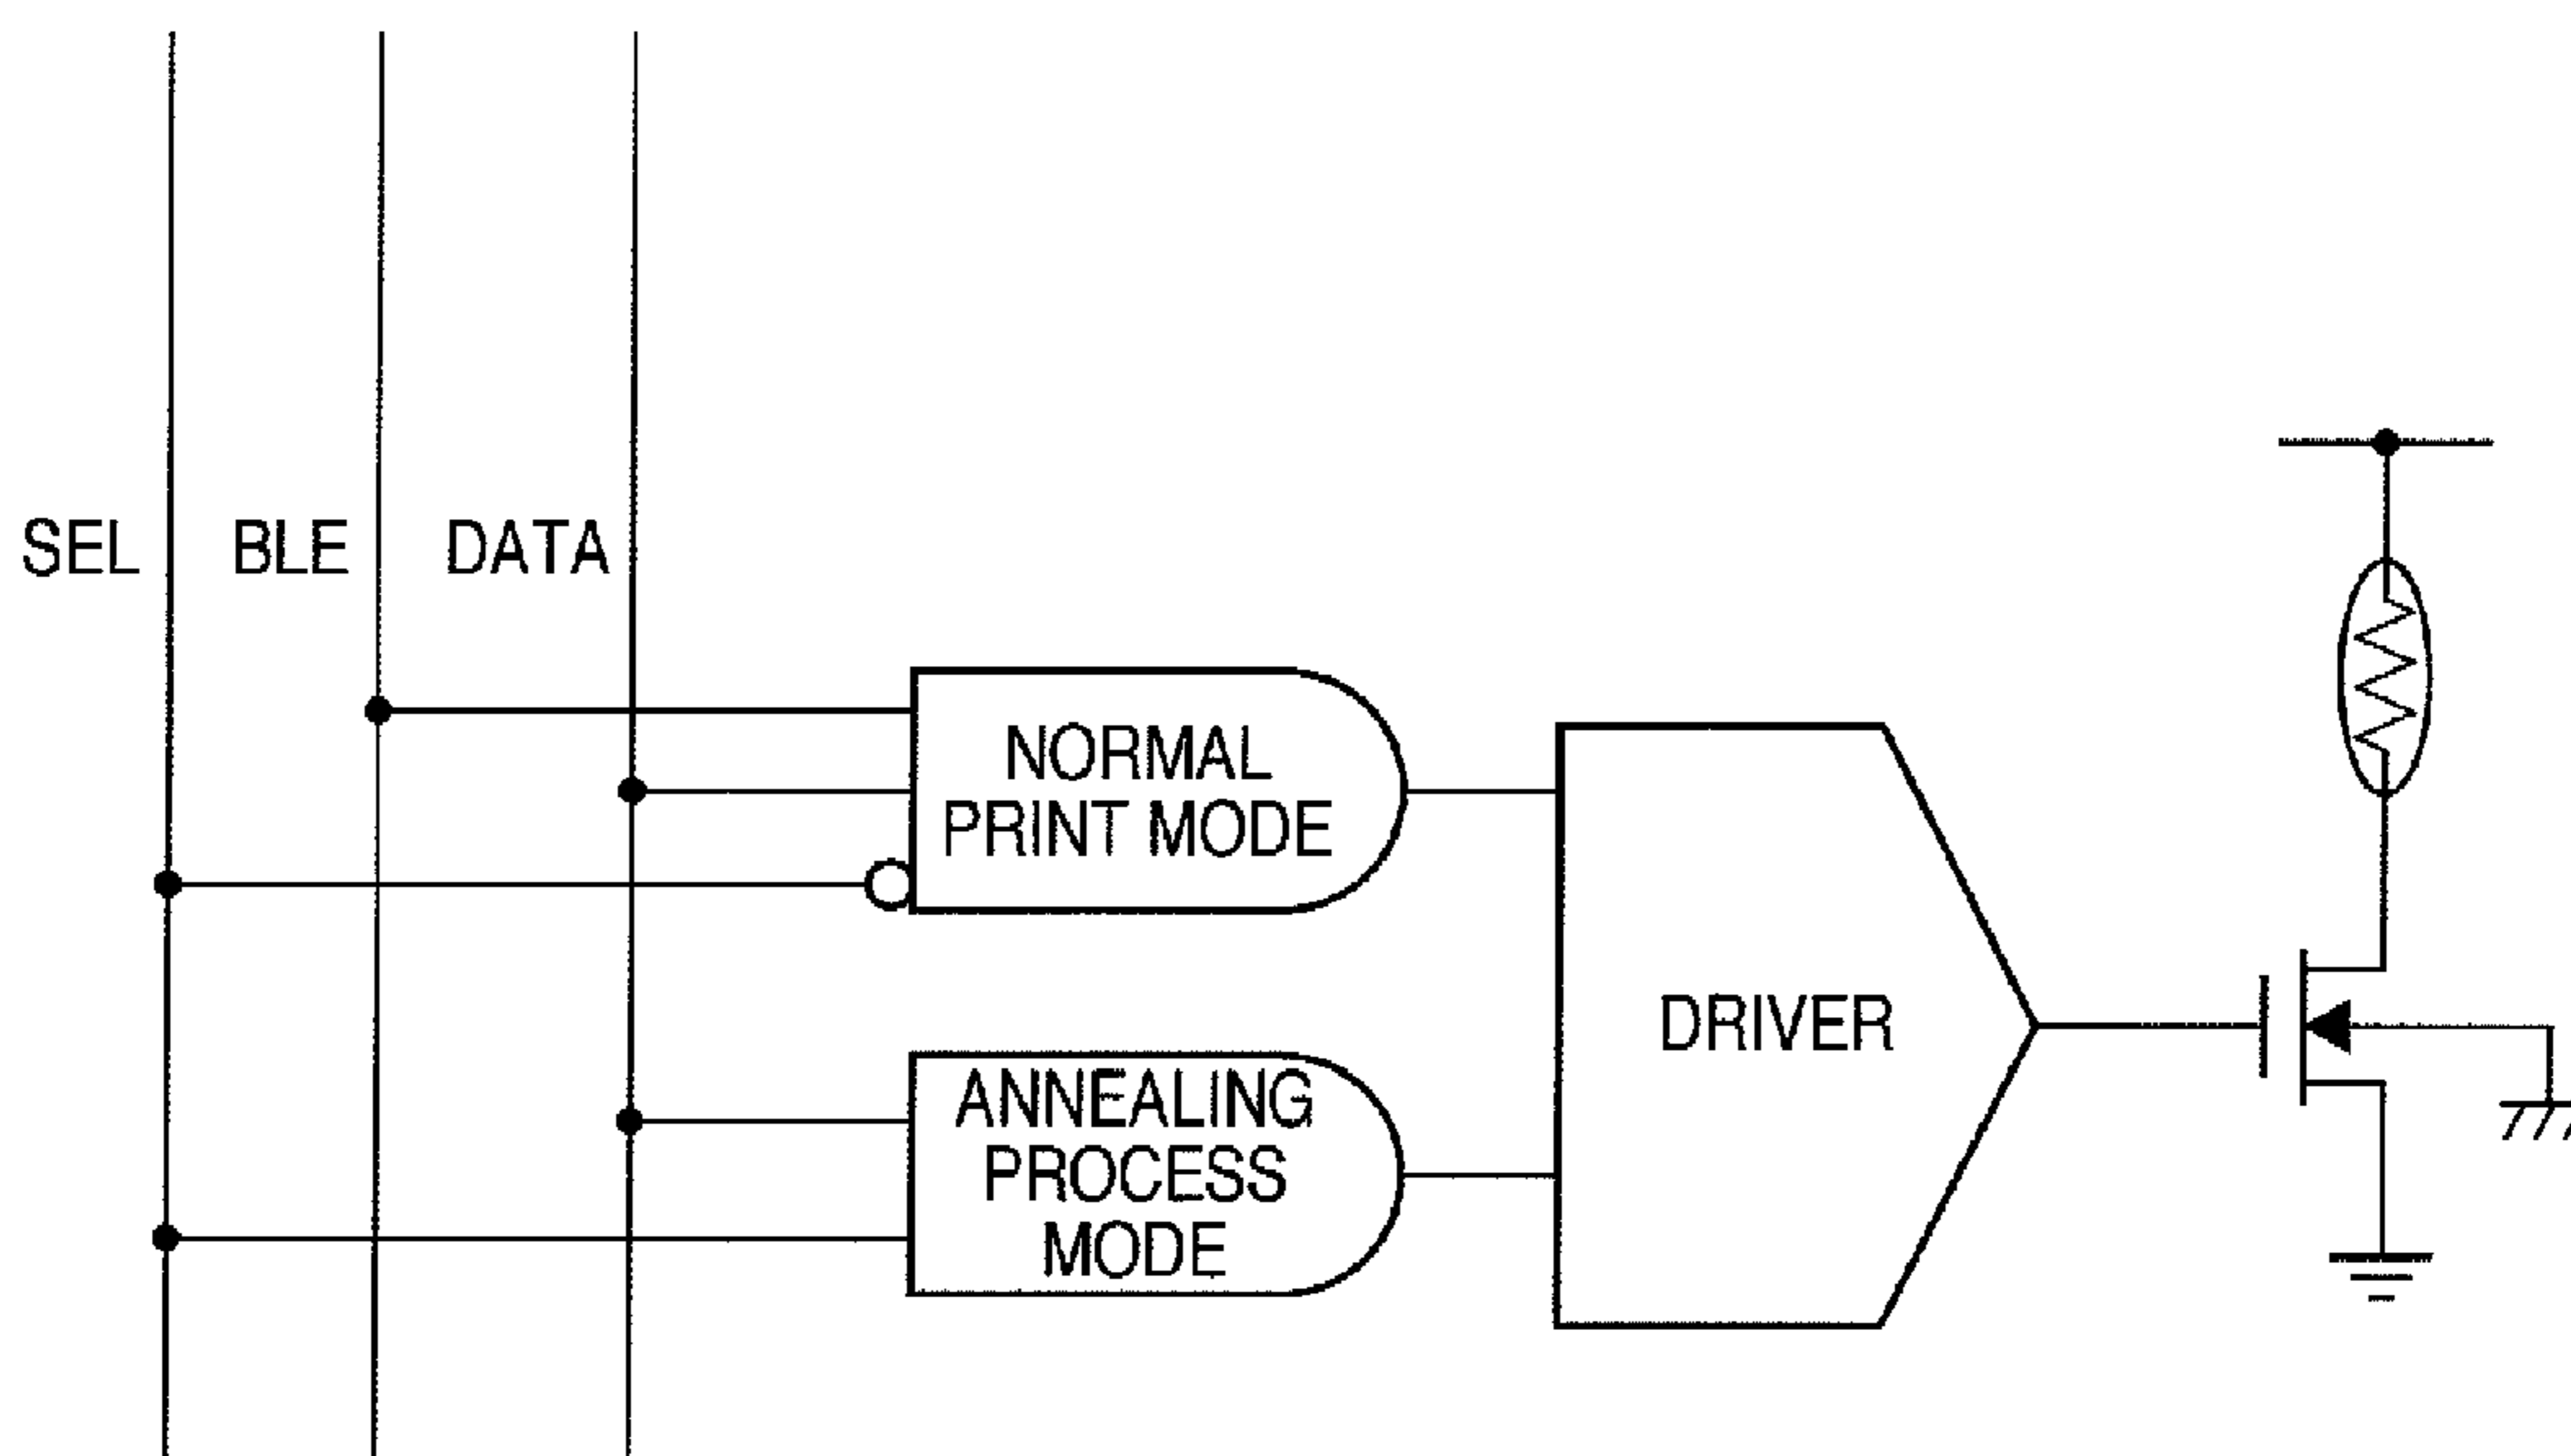 SEL BLE DATA
NORMAL
PRINT MODE
DRIVER
ANNEALING
PROCESS
MODE